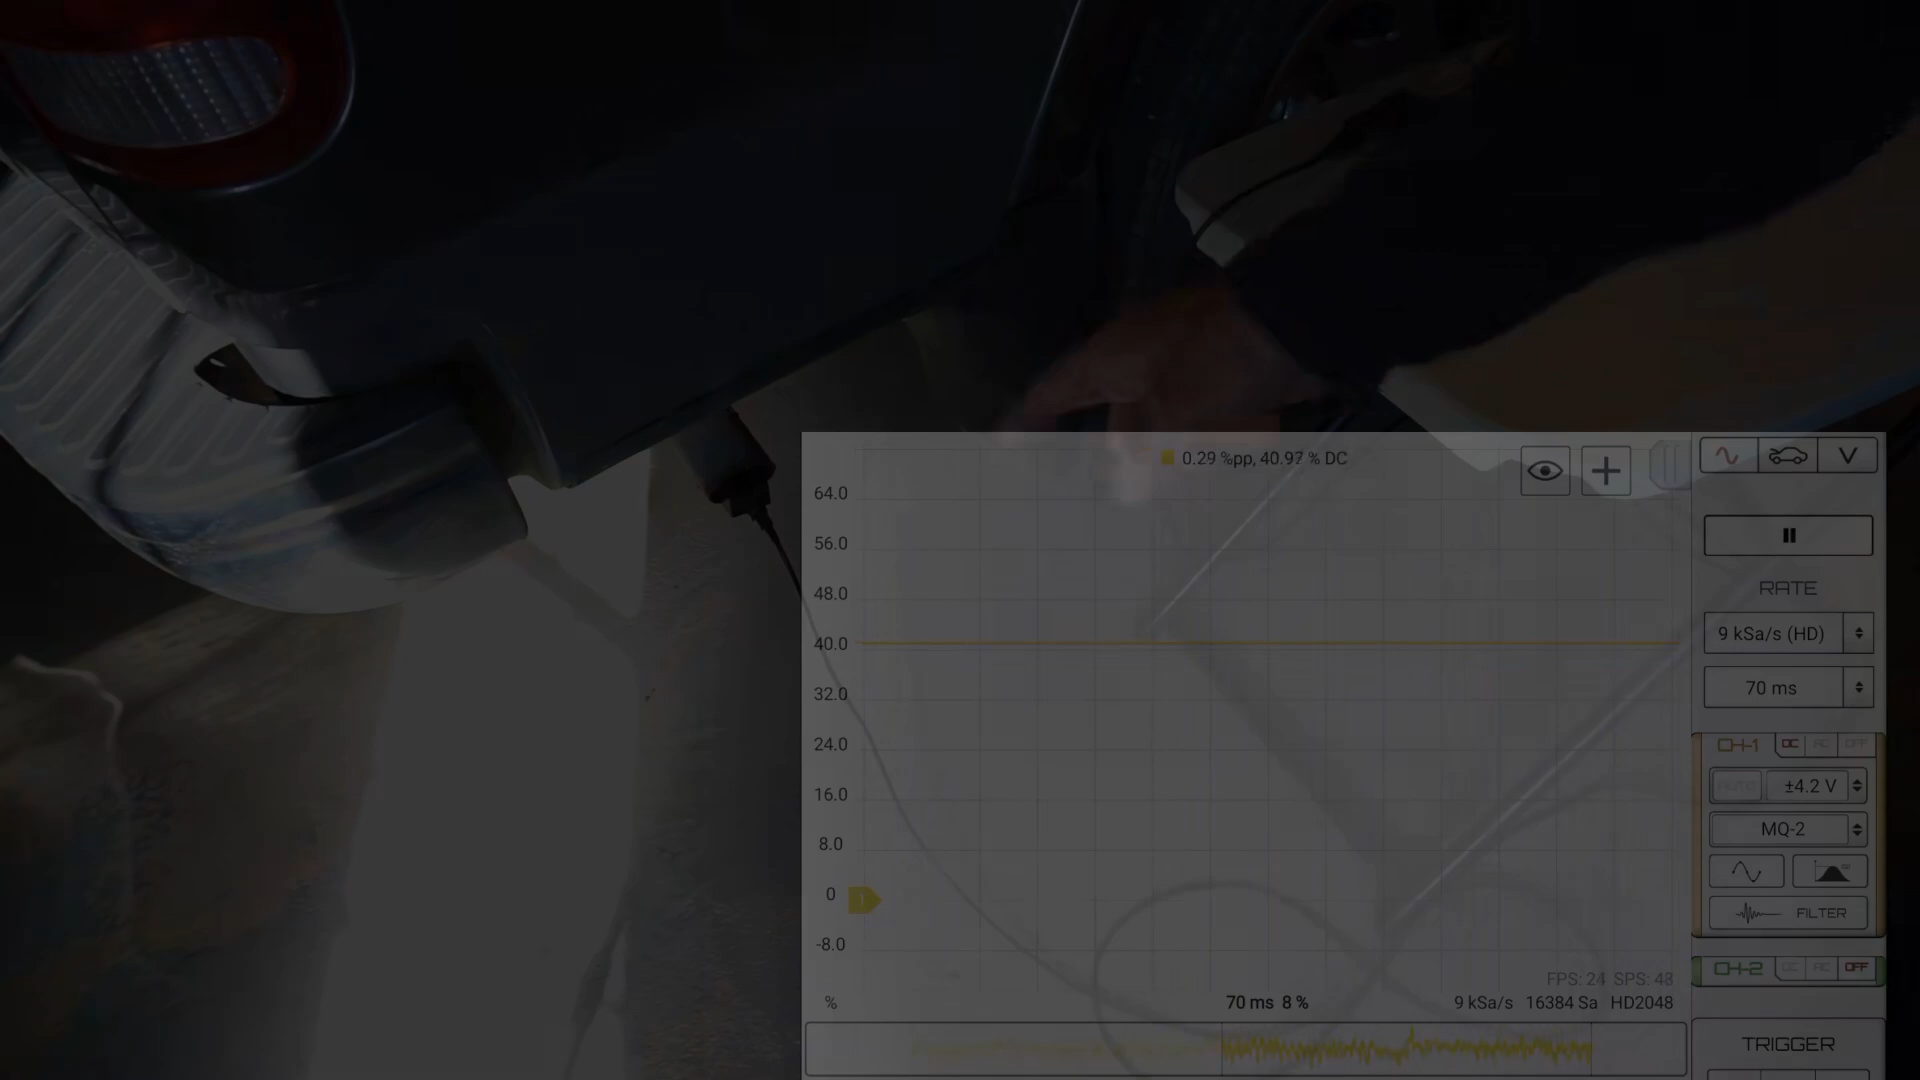 0.29 %pp, 40.97 % DC
64.0
56.0
48.0
40.0
32.0
24.0
16.0
8.0
0
1
-8.0
FPS: 24 SPS: 48
%
70 ms 8 %
9 kSa/s 16384 Sa HD2048
V
RATE
9 kSa/s (HD)
70 ms
CH-1
DC AC OFF
±4.2 V
MQ-2
FILTER
CH-2
DC AC OFF
TRIGGER